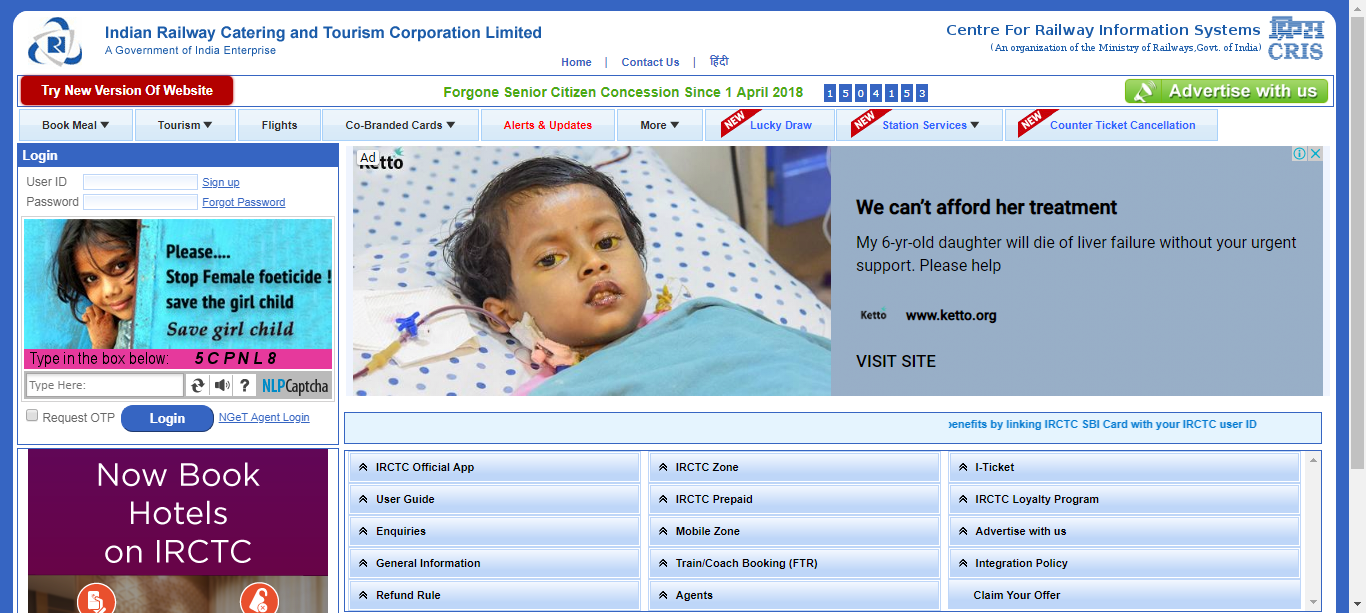 Indian Railway Catering and Tourism Corporation Limited
A Government of India Enterprise
Centre For Railway Information Systems
(An organization of the Ministry of Railways,Govt. of India)
CRIS
Home | Contact Us | हिंदी
Try New Version Of Website
Forgone Senior Citizen Concession Since 1 April 2018
1 5 0 4 1 5 3
Advertise with us
Book Meal
Tourism
Flights
Co-Branded Cards
Alerts & Updates
More
NEW Lucky Draw
NEW Station Services
NEW Counter Ticket Cancellation
Login
User ID
Sign up
Password
Forgot Password
Please....
Stop Female foeticide !
save the girl child
Save girl child
Type in the box below: 5CPNL8
Type Here:
?
NLPCaptcha
Request OTP
Login
NGeT Agent Login
Now Book
Hotels
on IRCTC
Ad
Ketto
We can't afford her treatment
My 6-yr-old daughter will die of liver failure without your urgent
support. Please help
Ketto www.ketto.org
VISIT SITE
benefits by linking IRCTC SBI Card with your IRCTC user ID
IRCTC Official App
IRCTC Zone
I-Ticket
User Guide
IRCTC Prepaid
IRCTC Loyalty Program
Enquiries
Mobile Zone
Advertise with us
General Information
Train/Coach Booking (FTR)
Integration Policy
Refund Rule
Agents
Claim Your Offer